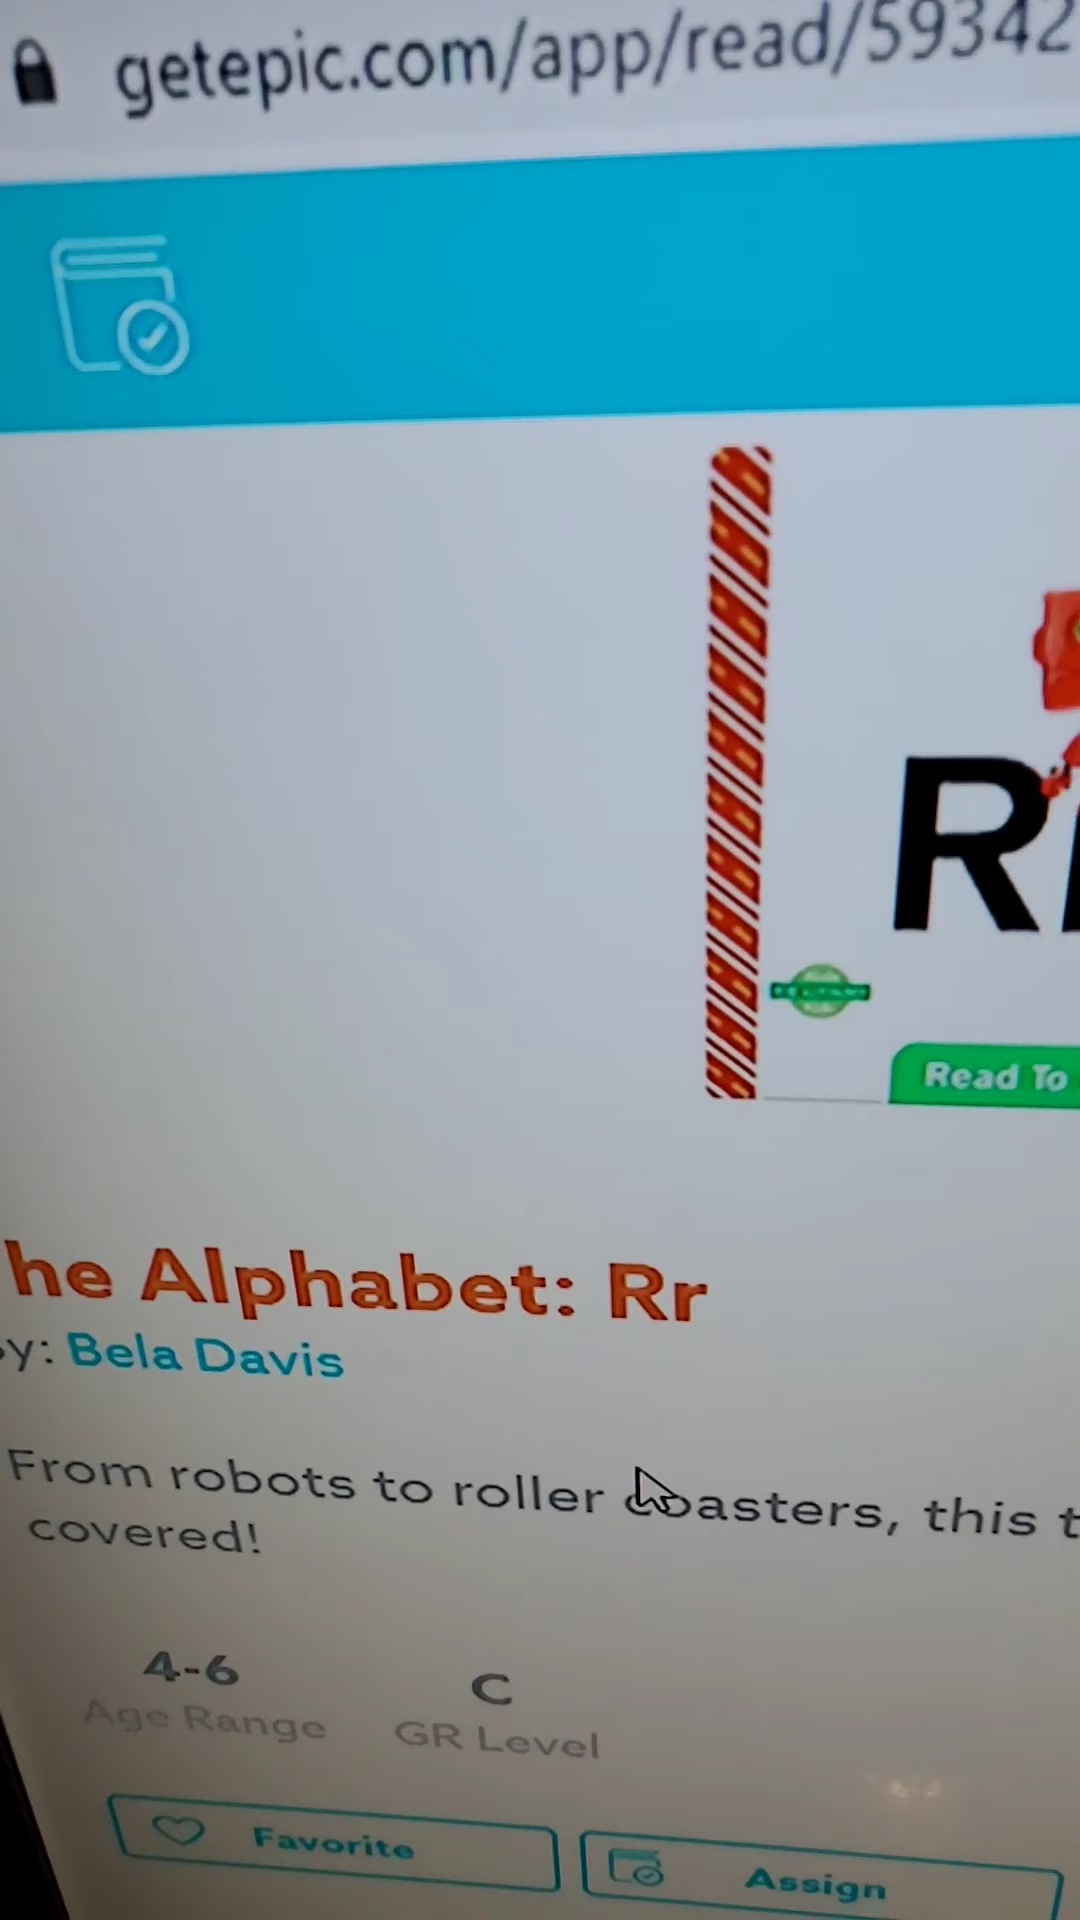 getepic.com/app/read/59342
R
Read To
he Alphabet: Rr
y: Bela Davis
From robots to roller coasters, this t
covered!
4-6
Age Range
C
GR Level
Favorite
Assign